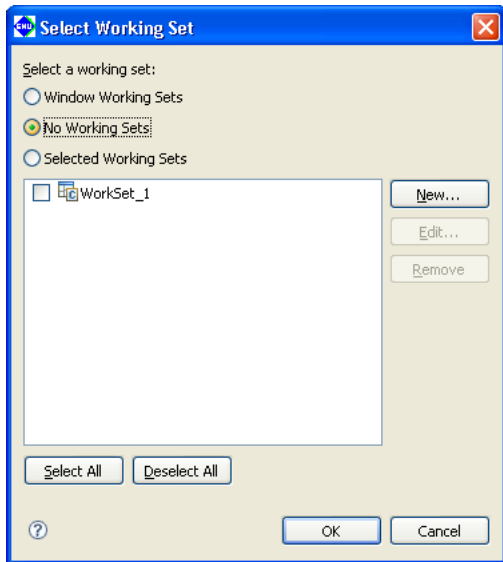 GNU Select Working Set
Select a working set:
Window Working Sets
No Working Sets
Selected Working Sets
WorkSet_1
New...
Edit...
Remove
Select All
Deselect All
?
OK
Cancel